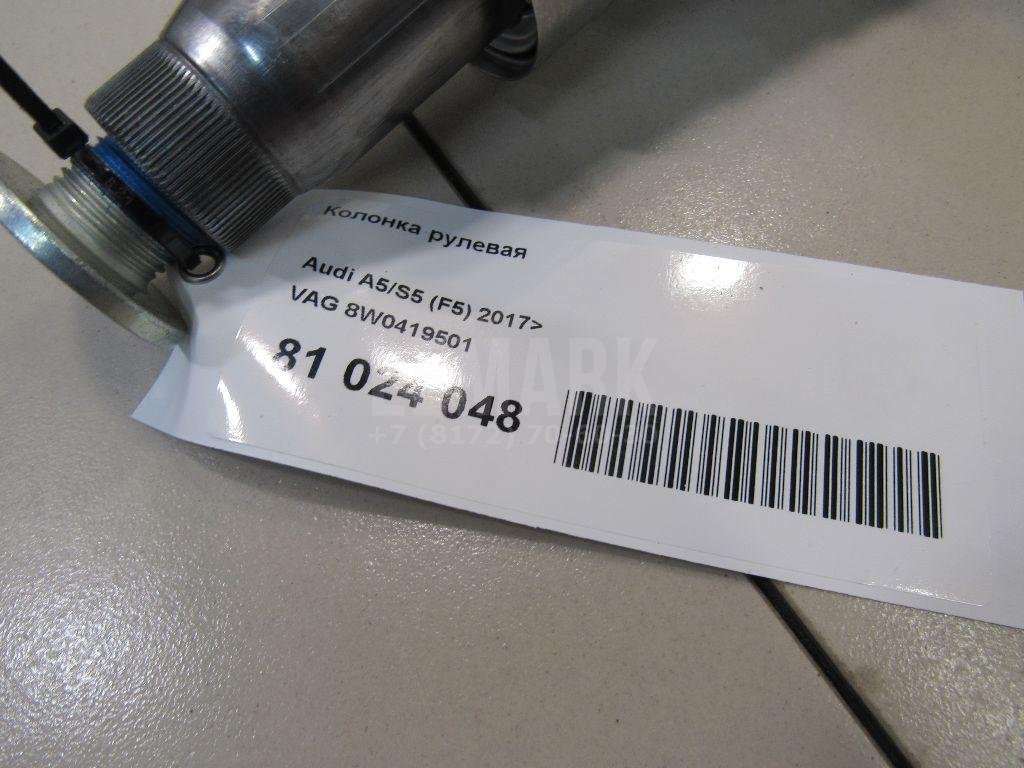 Колонка рулевая
Audi A5/S5 (F5) 2017>
VAG 8W0419501
81 024 048